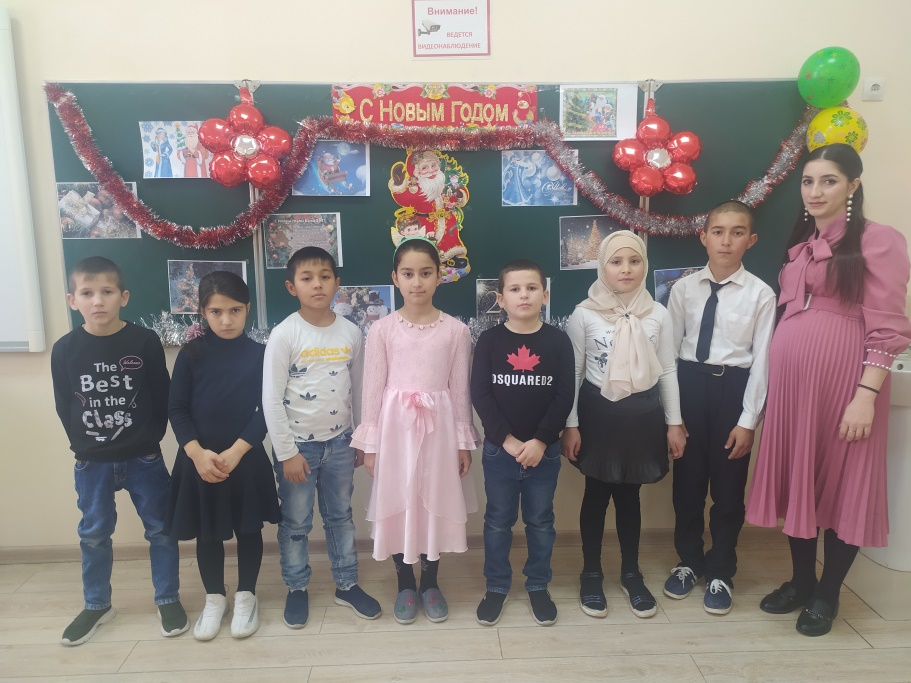 Внимание!
ВЕДЕТСЯ
ВИДЕОНАБЛЮДЕНИЕ
С Новым Годом
The
Best
in the
Class
adidas
DSQUARED2